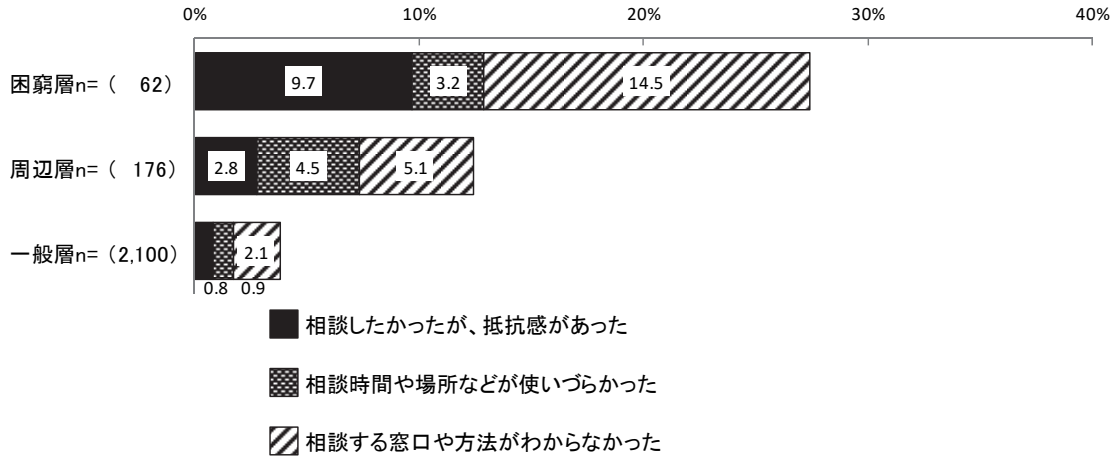 0% 10% 20% 30% 40%
困窮層n=( 62) 9.7 3.2 14.5
周辺層n=( 176) 2.8 4.5 5.1
一般層n=(2,100) 2.1
0.8 0.9
相談したかったが、抵抗感があった
相談時間や場所などが使いづらかった
相談する窓口や方法がわからなかった